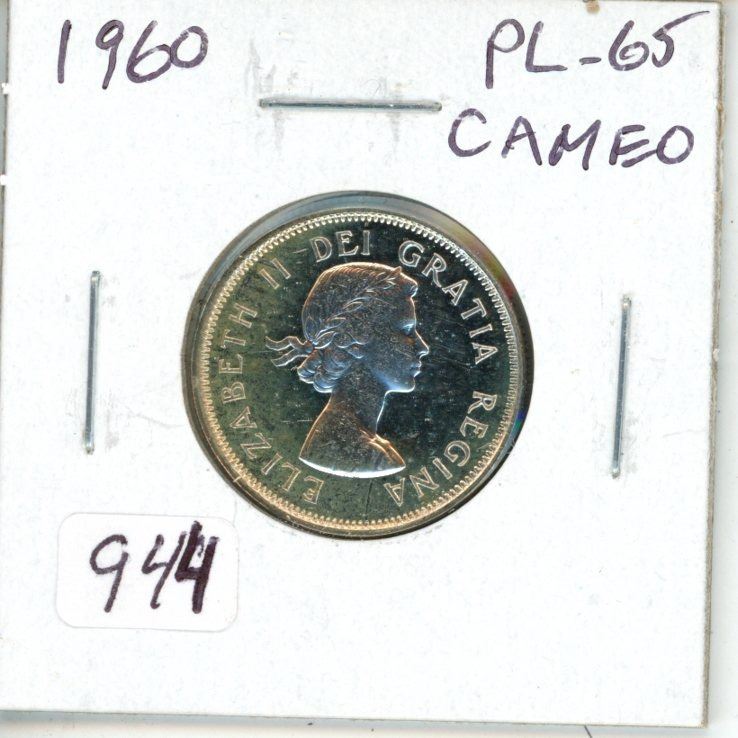 1960 PL-65
CAMEO
ELIZABETH II DEI GRATIA REGINA
944